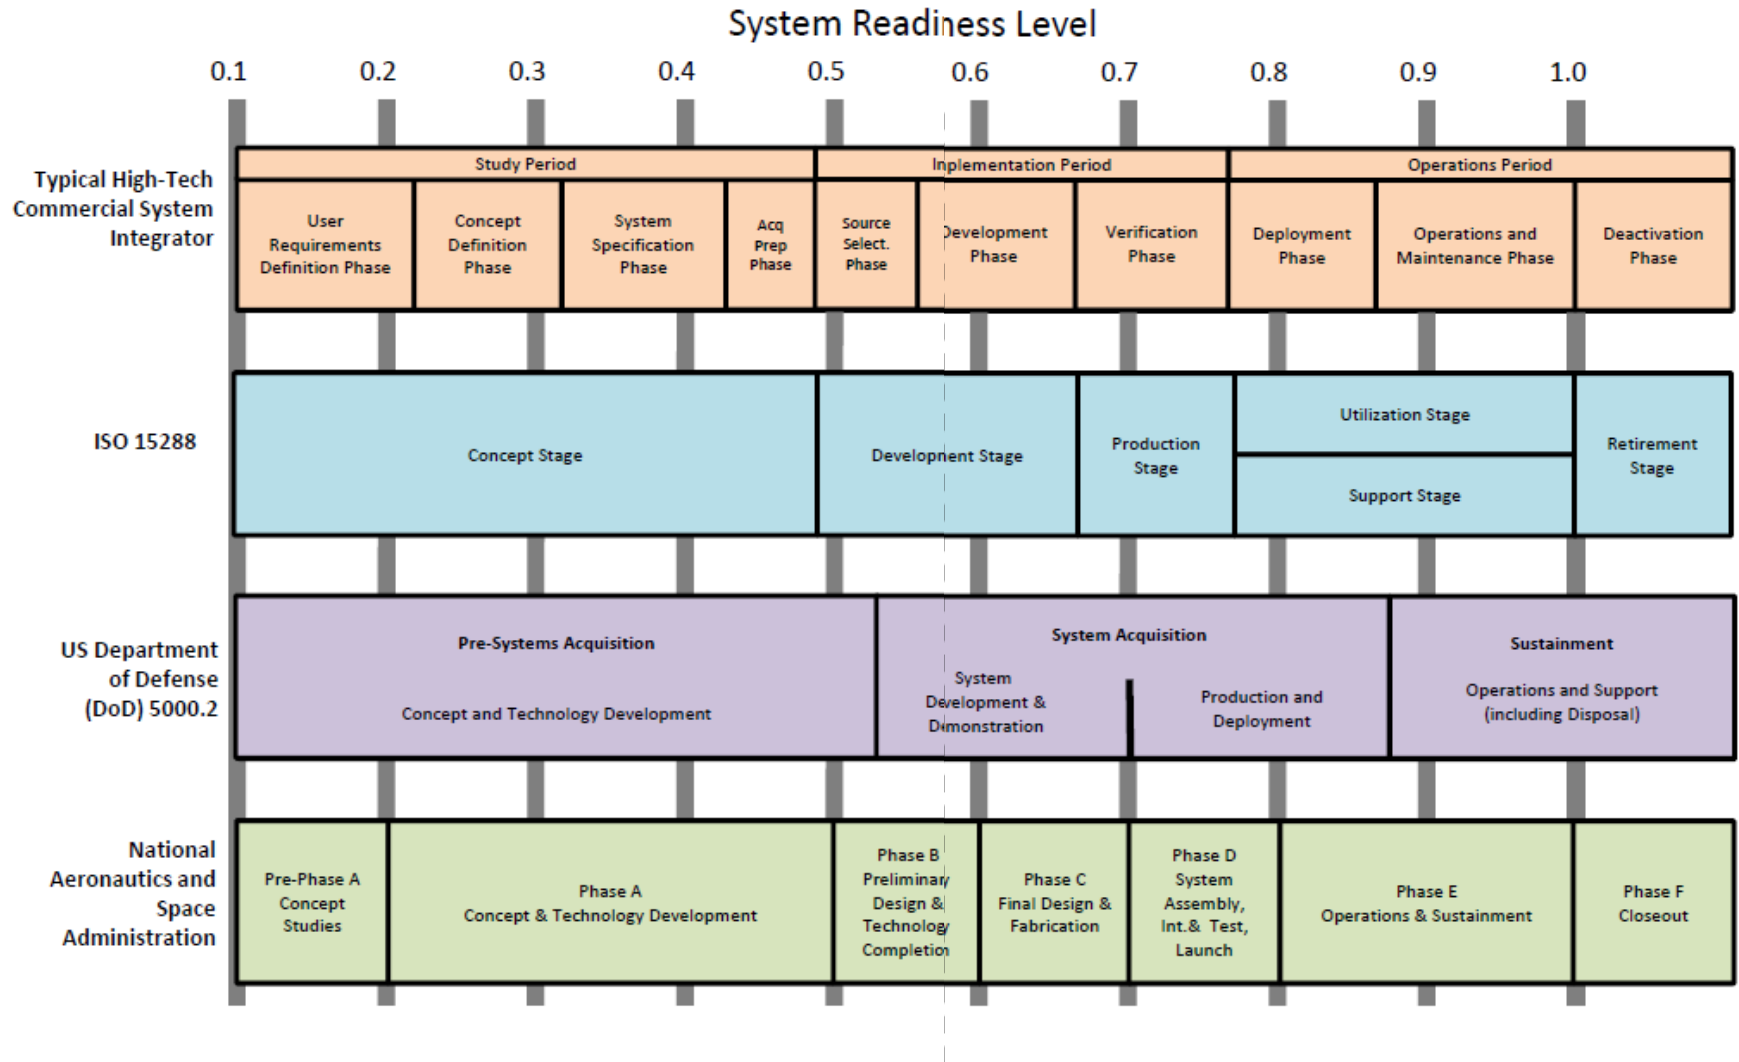 System Readiness Level
0.1 0.2 0.3 0.4 0.5 0.6 0.7 0.8 0.9 1.0
Typical High-Tech
Commercial System
Integrator
Study Period
Implementation Period
Operations Period
User
Requirements
Definition Phase
Concept
Definition
Phase
System
Specification
Phase
Acq
Prep
Phase
Source
Select.
Phase
Development
Phase
Verification
Phase
Deployment
Phase
Operations and
Maintenance Phase
Deactivation
Phase
ISO 15288
Concept Stage
Development Stage
Production
Stage
Utilization Stage
Support Stage
Retirement
Stage
US Department
of Defense
(DoD) 5000.2
Pre-Systems Acquisition
Concept and Technology Development
System Acquisition
System
Development &
Demonstration
Production and
Deployment
Sustainment
Operations and Support
(including Disposal)
National
Aeronautics and
Space
Administration
Pre-Phase A
Concept
Studies
Phase A
Concept & Technology Development
Phase B
Preliminary
Design &
Technology
Completion
Phase C
Final Design &
Fabrication
Phase D
System
Assembly,
Int.& Test,
Launch
Phase E
Operations & Sustainment
Phase F
Closeout